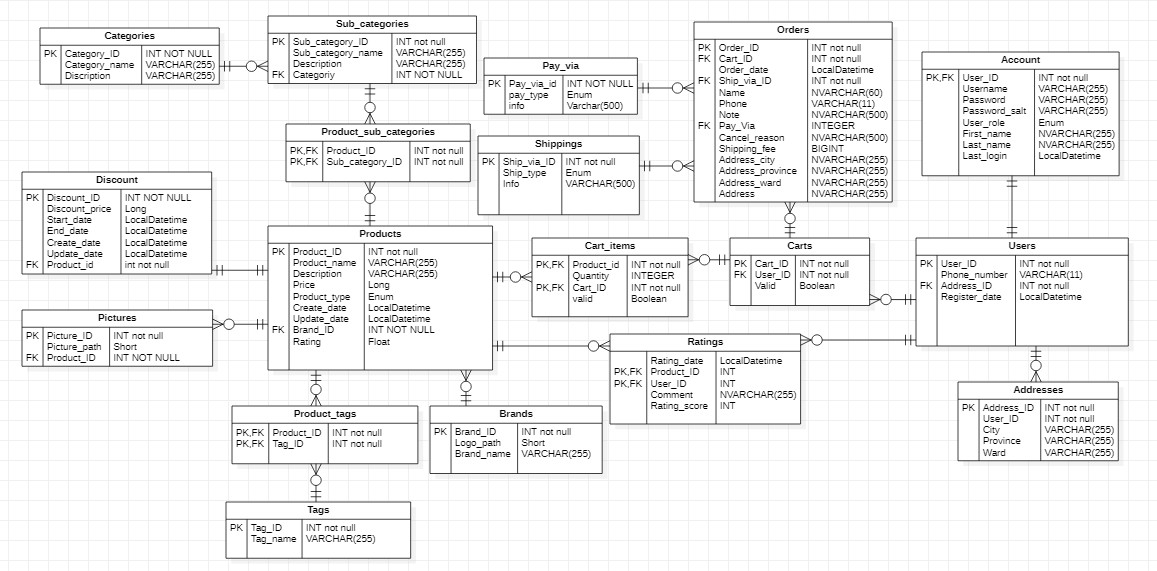 Categories
PK Category_ID INT NOT NULL
Category_name VARCHAR(255)
Discription VARCHAR(255)
Sub_categories
PK Sub_category_ID INT not null
Sub_category_name VARCHAR(255)
Description VARCHAR(255)
FK Categoriy INT NOT NULL
Pay_via
PK Pay_via_id INT NOT NULL
pay_type Enum
info Varchar(500)
Orders
PK Order_ID INT not null
FK Cart_ID INT not null
Order_date LocalDatetime
FK Ship_via_ID INT not null
Name NVARCHAR(60)
Phone VARCHAR(11)
Note NVARCHAR(500)
FK Pay_Via INTEGER
Cancel_reason NVARCHAR(500)
Shipping_fee BIGINT
Address_city NVARCHAR(255)
Address_province NVARCHAR(255)
Address_ward NVARCHAR(255)
Address NVARCHAR(255)
Account
PK,FK User_ID INT not null
Username VARCHAR(255)
Password VARCHAR(255)
Password_salt VARCHAR(255)
User_role Enum
First_name NVARCHAR(255)
Last_name NVARCHAR(255)
Last_login LocalDatetime
Product_sub_categories
PK,FK Product_ID INT not null
PK,FK Sub_category_ID INT not null
Shippings
PK Ship_via_ID INT not null
Ship_type Enum
Info VARCHAR(500)
Discount
PK Discount_ID INT NOT NULL
Discount_price Long
Start_date LocalDatetime
End_date LocalDatetime
Create_date LocalDatetime
Update_date LocalDatetime
FK Product_id int not null
Products
PK Product_ID INT not null
Product_name VARCHAR(255)
Description VARCHAR(255)
Price Long
Product_type Enum
Create_date LocalDatetime
Update_date LocalDatetime
FK Brand_ID INT NOT NULL
Rating Float
Cart_items
PK,FK Product_id INT not null
Quantity INTEGER
PK,FK Cart_ID INT not null
valid Boolean
Carts
PK Cart_ID INT not null
FK User_ID INT not null
Valid Boolean
Users
PK User_ID INT not null
Phone_number VARCHAR(11)
FK Address_ID INT not null
Register_date LocalDatetime
Pictures
PK Picture_ID INT not null
Picture_path Short
FK Product_ID INT NOT NULL
Ratings
Rating_date LocalDatetime
PK,FK Product_ID INT
PK,FK User_ID INT
Comment NVARCHAR(255)
Rating_score INT
Addresses
PK Address_ID INT not null
User_ID INT not null
City VARCHAR(255)
Province VARCHAR(255)
Ward VARCHAR(255)
Product_tags
PK,FK Product_ID INT not null
PK,FK Tag_ID INT not null
Brands
PK Brand_ID INT not null
Logo_path Short
Brand_name VARCHAR(255)
Tags
PK Tag_ID INT not null
Tag_name VARCHAR(255)